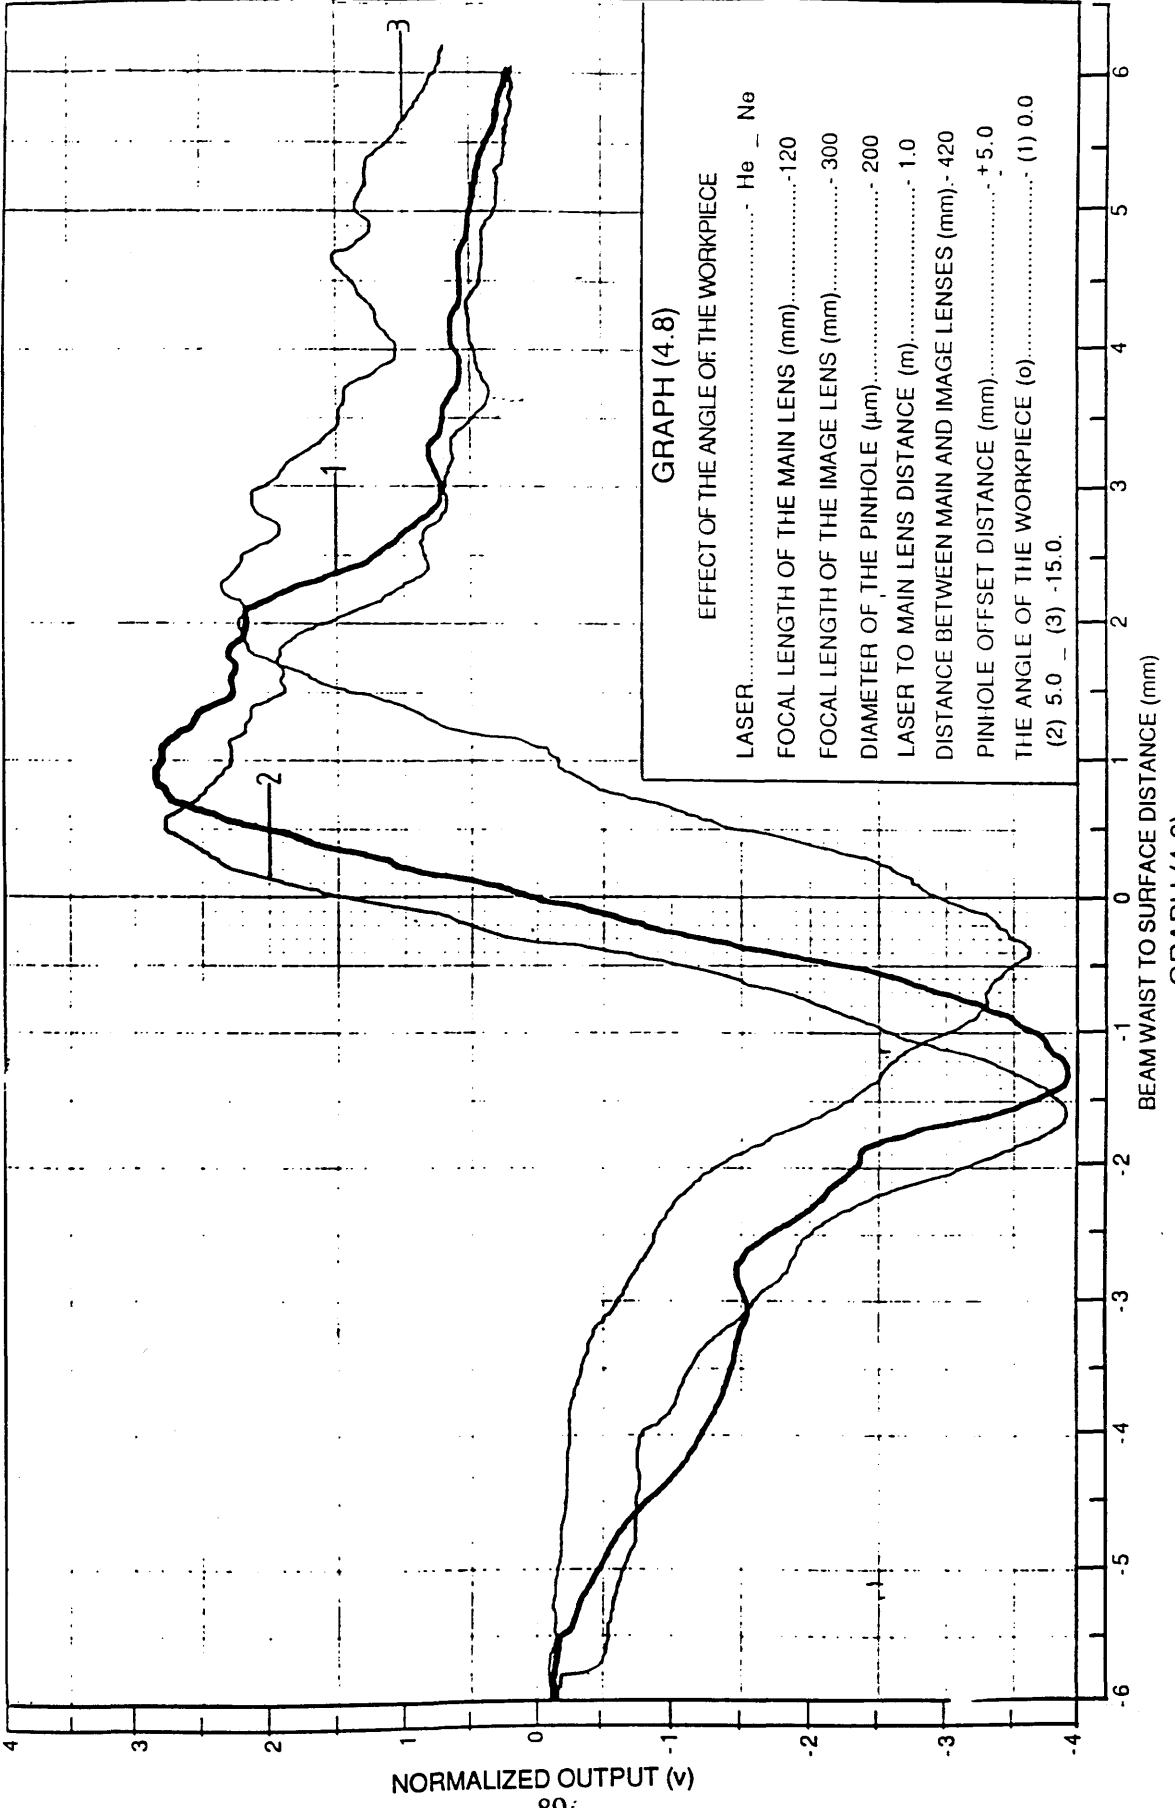 4
3
2
1
0
-1
-2
-3
-4
NORMALIZED OUTPUT (v)
-6
-5
-4
-3
-2
-1
0
1
2
3
4
5
6
BEAM WAIST TO SURFACE DISTANCE (mm)
1
2
3
GRAPH (4.8)
EFFECT OF THE ANGLE OF THE WORKPIECE
LASER............................................................- He _ Ne
FOCAL LENGTH OF THE MAIN LENS (mm)............-120
FOCAL LENGTH OF THE IMAGE LENS (mm)...........- 300
DIAMETER OF THE PINHOLE (µm)........................- 200
LASER TO MAIN LENS DISTANCE (m)..................- 1.0
DISTANCE BETWEEN MAIN AND IMAGE LENSES (mm).- 420
PINHOLE OFFSET DISTANCE (mm).......................- +5.0
THE ANGLE OF THE WORKPIECE (o)....................- (1) 0.0
(2) 5.0 _ (3) -15.0.